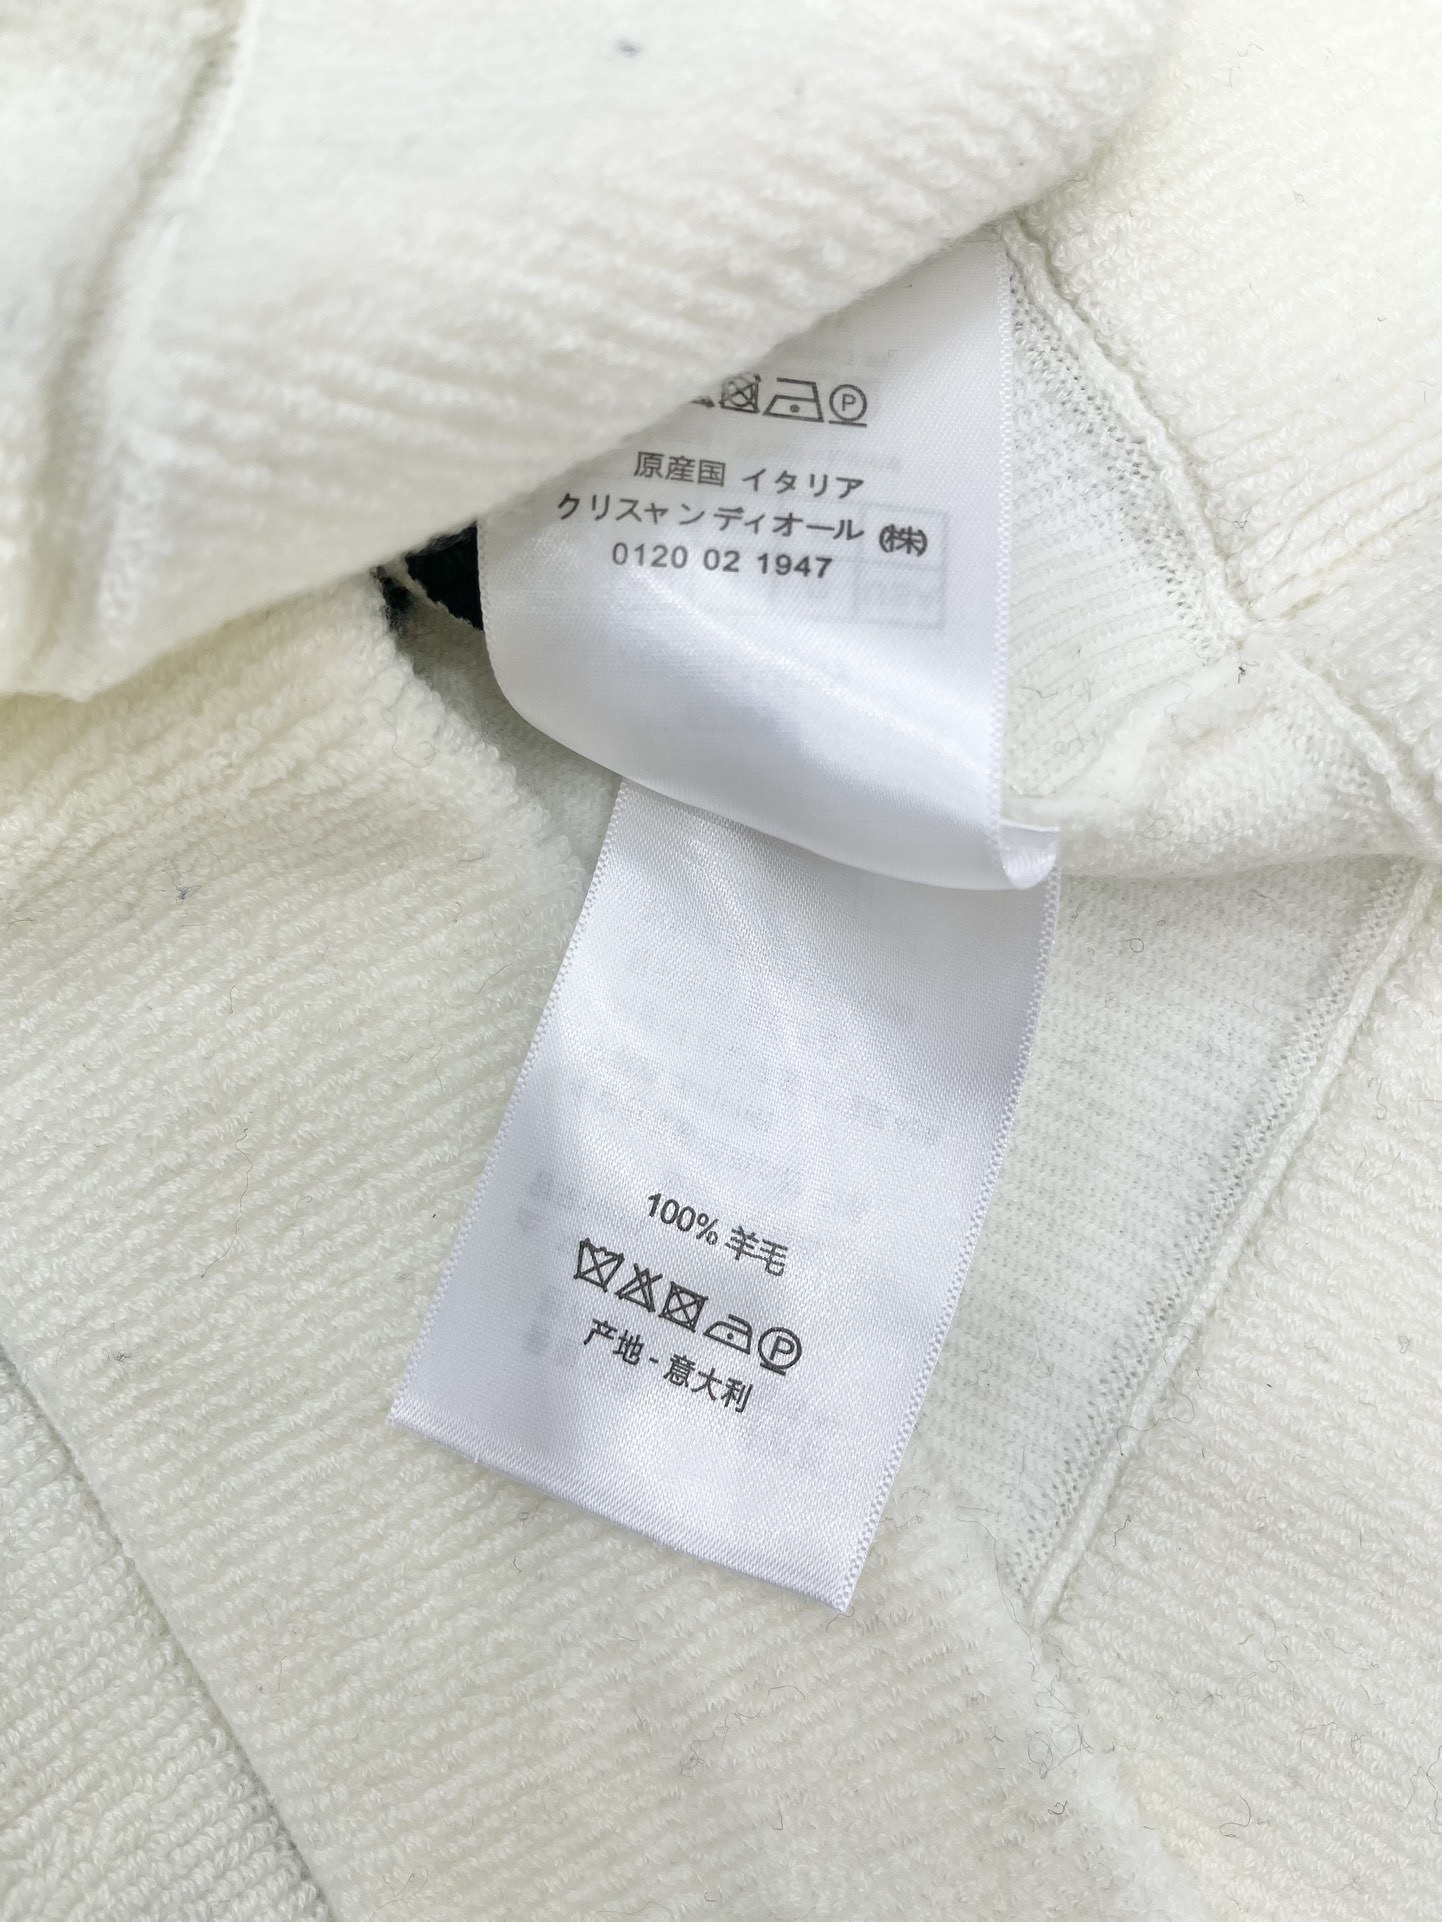 P
原産国 イタリア
クリスチャン ディオール (株)
0120 02 1947
100% 羊毛
P
产地 - 意大利